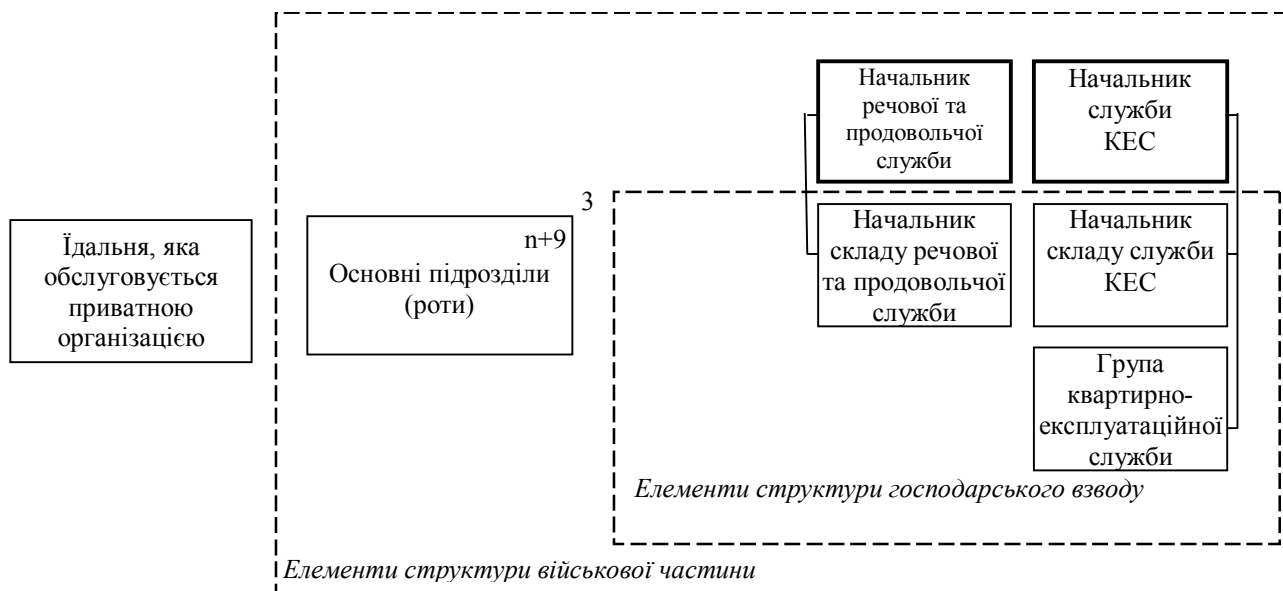 Начальник
речової та
продовольчої
служби
Начальник
служби
КЕС
3
Їдальня, яка
обслуговується
приватною
організацією
n+9
Основні підрозділи
(роти)
Начальник
складу речової
та продовольчої
служби
Начальник
складу служби
КЕС
Група
квартирно-
експлуатаційної
служби
Елементи структури господарського взводу
Елементи структури військової частини